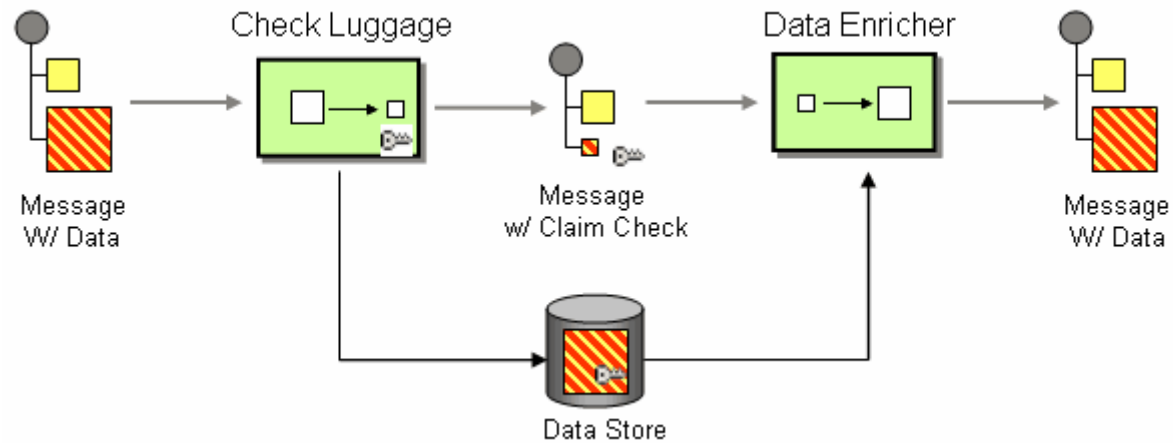 Check Luggage
Data Enricher
Message
W/ Data
Message
w/ Claim Check
Message
W/ Data
Data Store